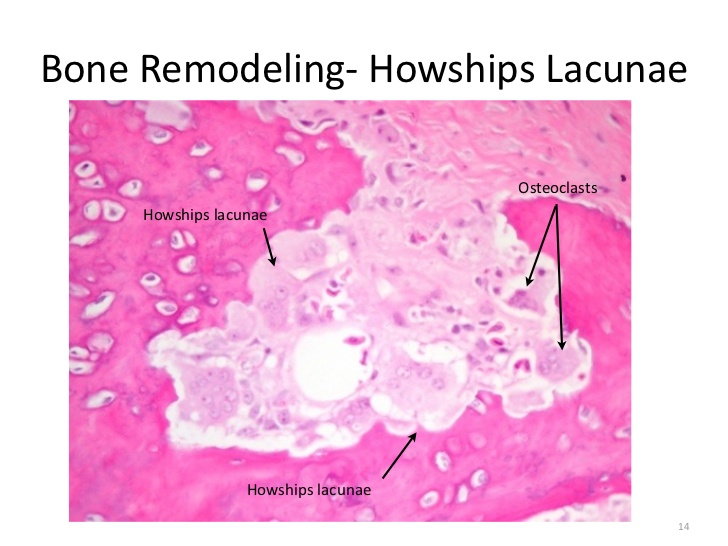 Bone Remodeling- Howships Lacunae
Osteoclasts
Howships lacunae
Howships lacunae
14